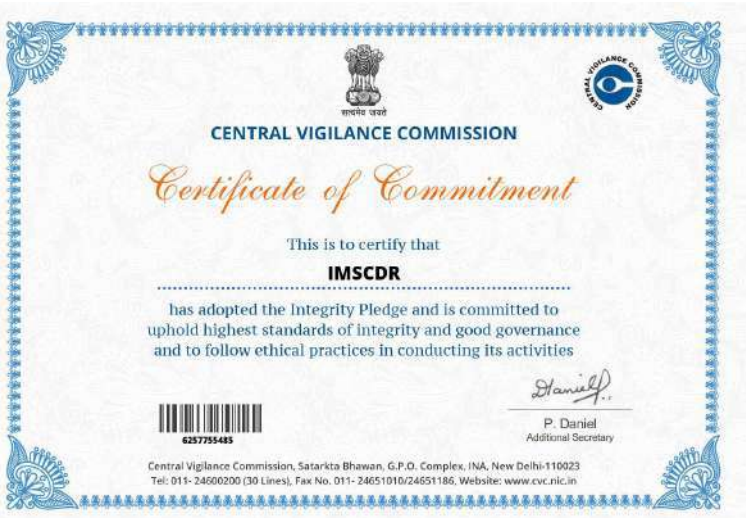 CENTRAL VIGILANCE COMMISSION
सत्यमेव जयते
CENTRAL VIGILANCE COMMISSION
Certificate of Commitment
This is to certify that
IMSCDR
has adopted the Integrity Pledge and is committed to
uphold highest standards of integrity and good governance
and to follow ethical practices in conducting its activities
Daniel
P. Daniel
Additional Secretary
6257755485
Central Vigilance Commission, Satarkta Bhawan, G.P.O. Complex, INA, New Delhi-110023
Tel: 011- 24600200 (30 Lines), Fax No. 011- 24651010/24651186, Website: www.cvc.nic.in